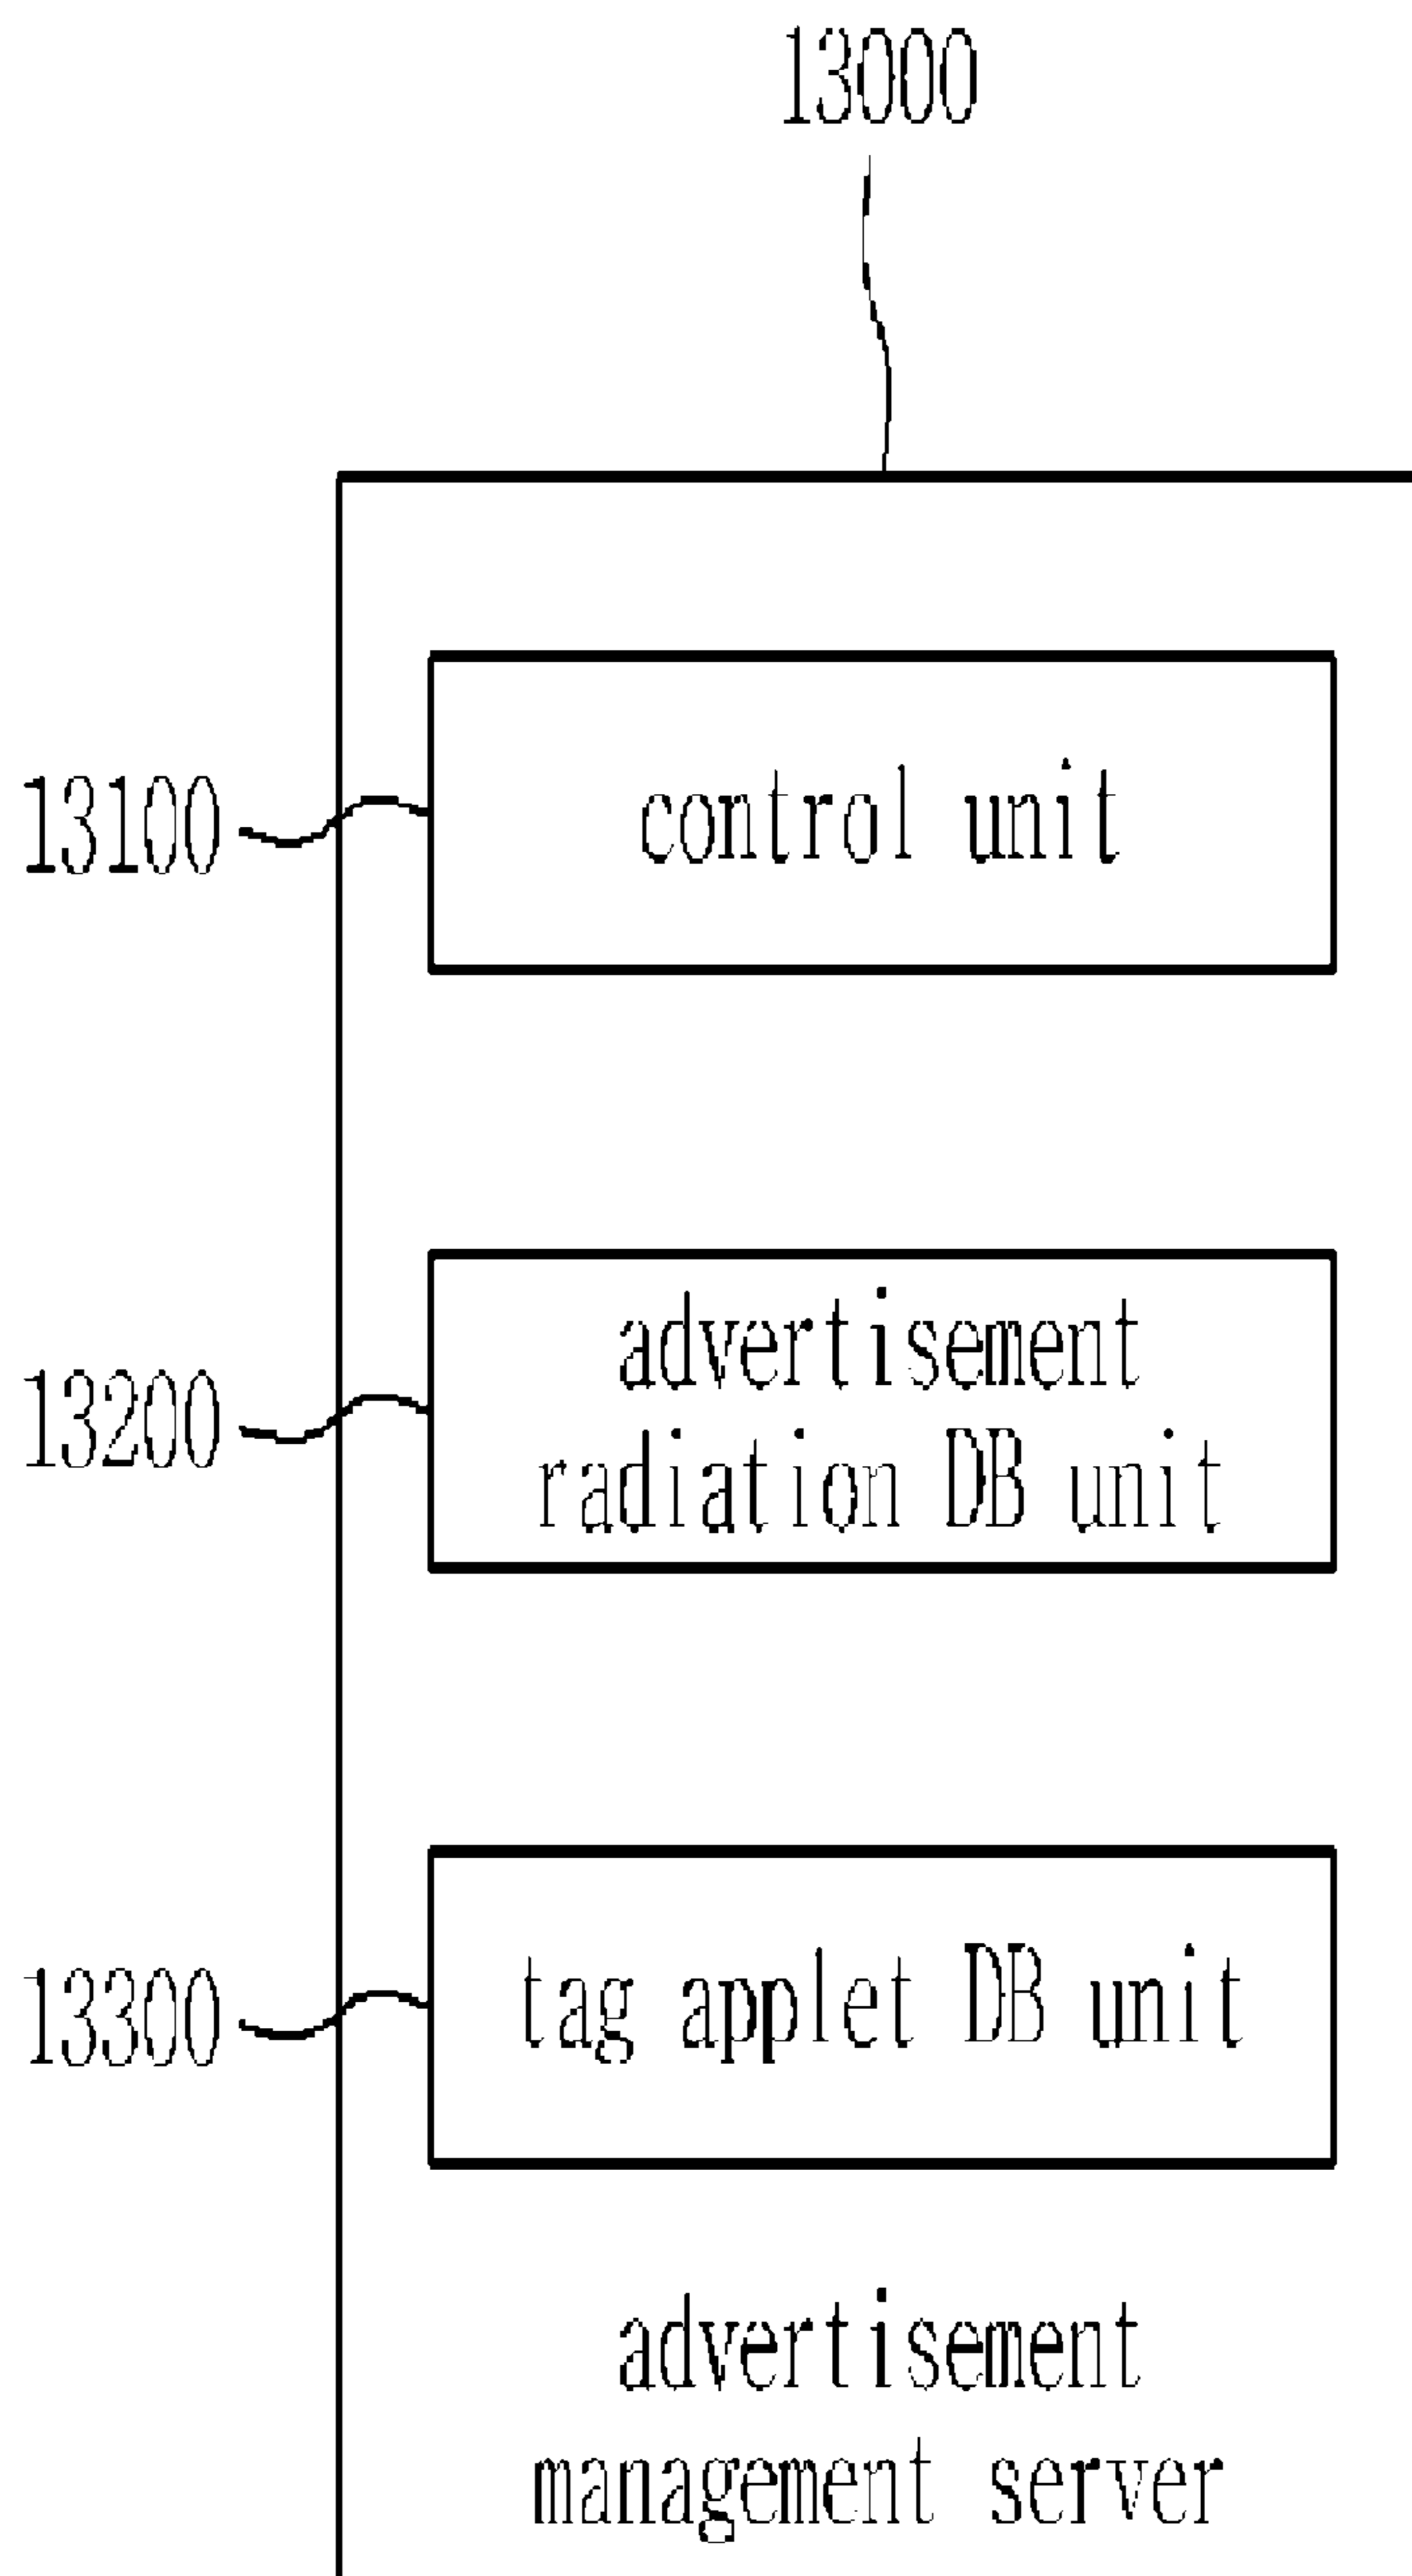 13000
13100
control unit
13200
advertisement
radiation DB unit
13300
tag applet DB unit
advertisement
management server